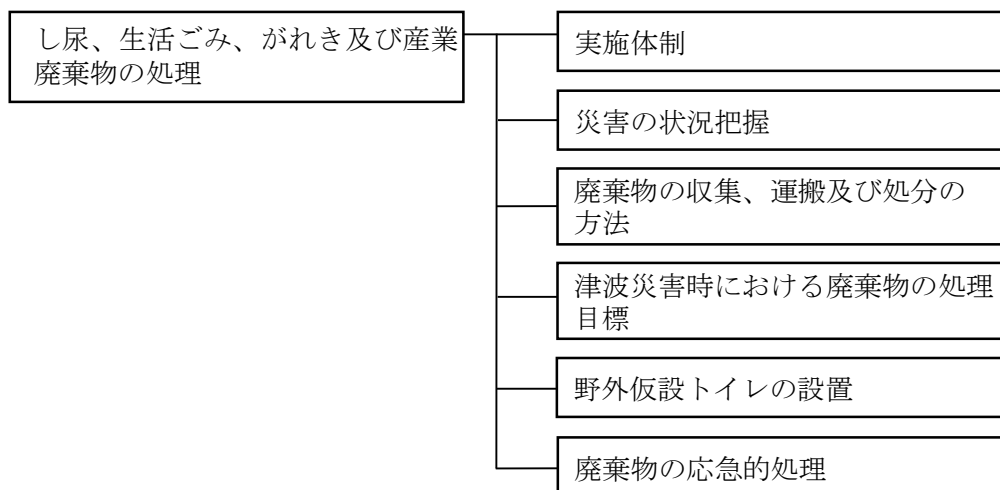 し尿、生活ごみ、がれき及び産業
廃棄物の処理
実施体制
災害の状況把握
廃棄物の収集、運搬及び処分の
方法
津波災害時における廃棄物の処理
目標
野外仮設トイレの設置
廃棄物の応急的処理